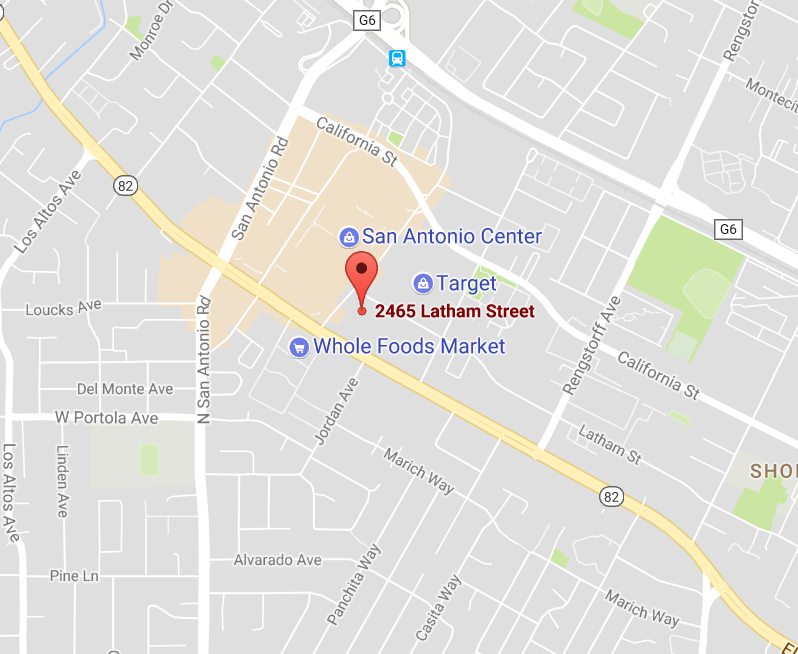 G6
Monroe Dr
Rengstorff
Montecit
California St
San Antonio Rd
82
Los Altos Ave
G6
San Antonio Center
Target
2465 Latham Street
Loucks Ave
N San Antonio Rd
Whole Foods Market
Rengstorff Ave
California St
Del Monte Ave
W Portola Ave
Jordan Ave
Latham St
Los Altos Ave
Linden Ave
Marich Way
SHO
82
Alvarado Ave
Pine Ln
Panchita Way
Casita Way
Marich Way